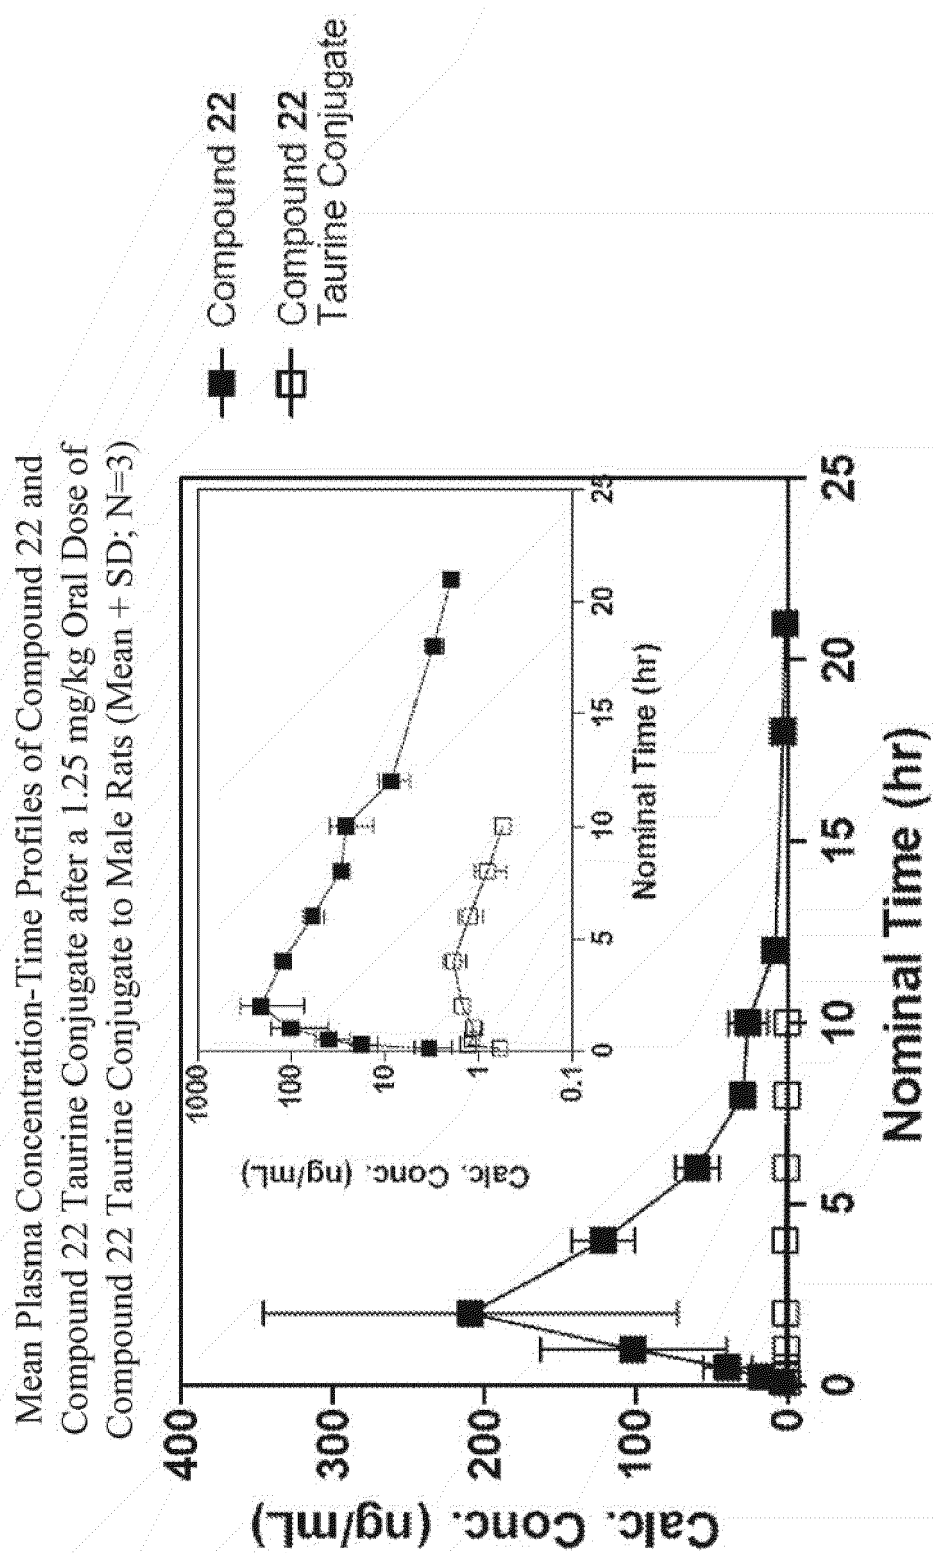 Mean Plasma Concentration-Time Profiles of Compound 22 and
Compound 22 Taurine Conjugate after a 1.25 mg/kg Oral Dose of
Compound 22 Taurine Conjugate to Male Rats (Mean + SD; N=3)
Compound 22
Compound 22
Taurine Conjugate
Calc. Conc. (ng/mL)
400
300
200
100
0
0
5
10
15
20
25
Nominal Time (hr)
Calc. Conc. (ng/mL)
1000
100
10
1
0.1
0
5
10
15
20
25
Nominal Time (hr)